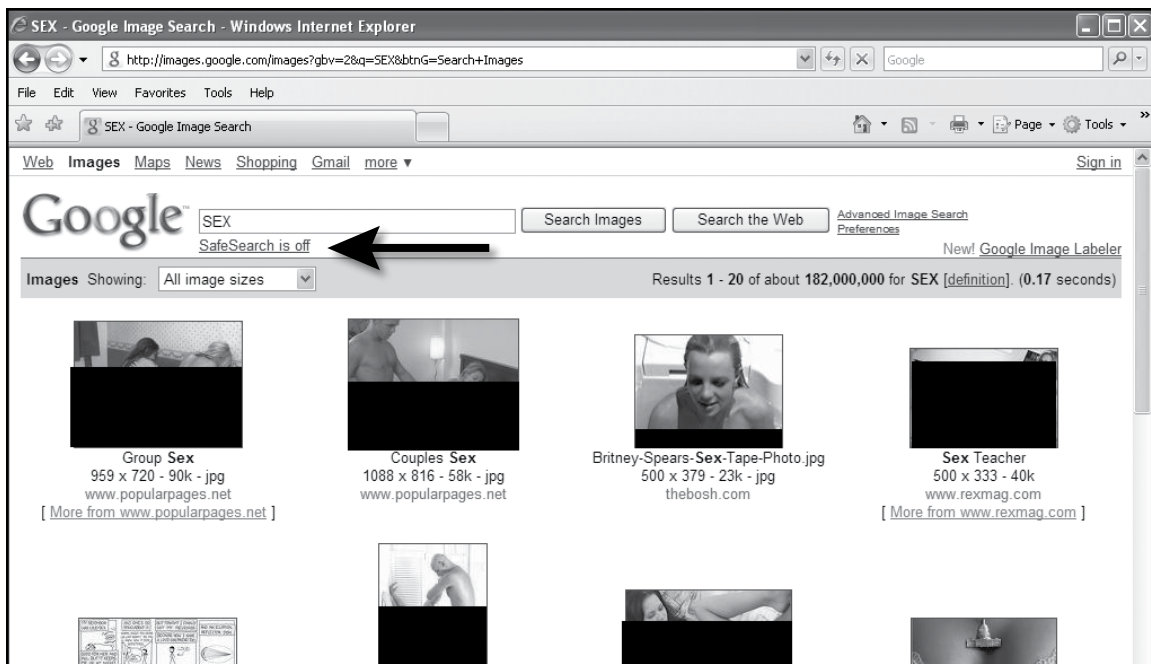 SEX - Google Image Search - Windows Internet Explorer
http://images.google.com/images?gbv=2&q=SEX&btnG=Search+Images
Google
File Edit View Favorites Tools Help
SEX - Google Image Search
Page Tools
Web Images Maps News Shopping Gmail more ▼
Sign in
Google™
SEX
Search Images
Search the Web
Advanced Image Search
Preferences
SafeSearch is off
New! Google Image Labeler
Images Showing: All image sizes
Results 1 - 20 of about 182,000,000 for SEX [definition]. (0.17 seconds)
Group Sex
959 x 720 - 90k - jpg
www.popularpages.net
[ More from www.popularpages.net ]
Couples Sex
1088 x 816 - 58k - jpg
www.popularpages.net
Britney-Spears-Sex-Tape-Photo.jpg
500 x 379 - 23k - jpg
thebosh.com
Sex Teacher
500 x 333 - 40k
www.rexmag.com
[ More from www.rexmag.com ]